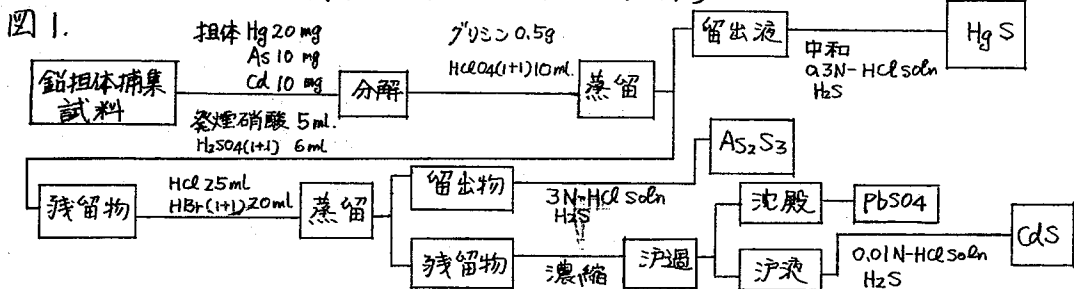 図1.
鉛担体捕集
試料
担体 Hg 20 mg
As 10 mg
Cd 10 mg
発煙硝酸 5ml.
H2SO4(1+1) 6ml
分解
グリシン 0.5g
HClO4(1+1)10ml.
蒸留
留出液
中和
0.3N-HCl soln
H2S
HgS
残留物
HCl 25ml
HBr(1+1)20ml
蒸留
留出物
3N-HCl soln
H2S
As2S3
残留物
濃縮
沪過
沈殿
PbSO4
沪液
0.01N-HCl soln
H2S
CdS